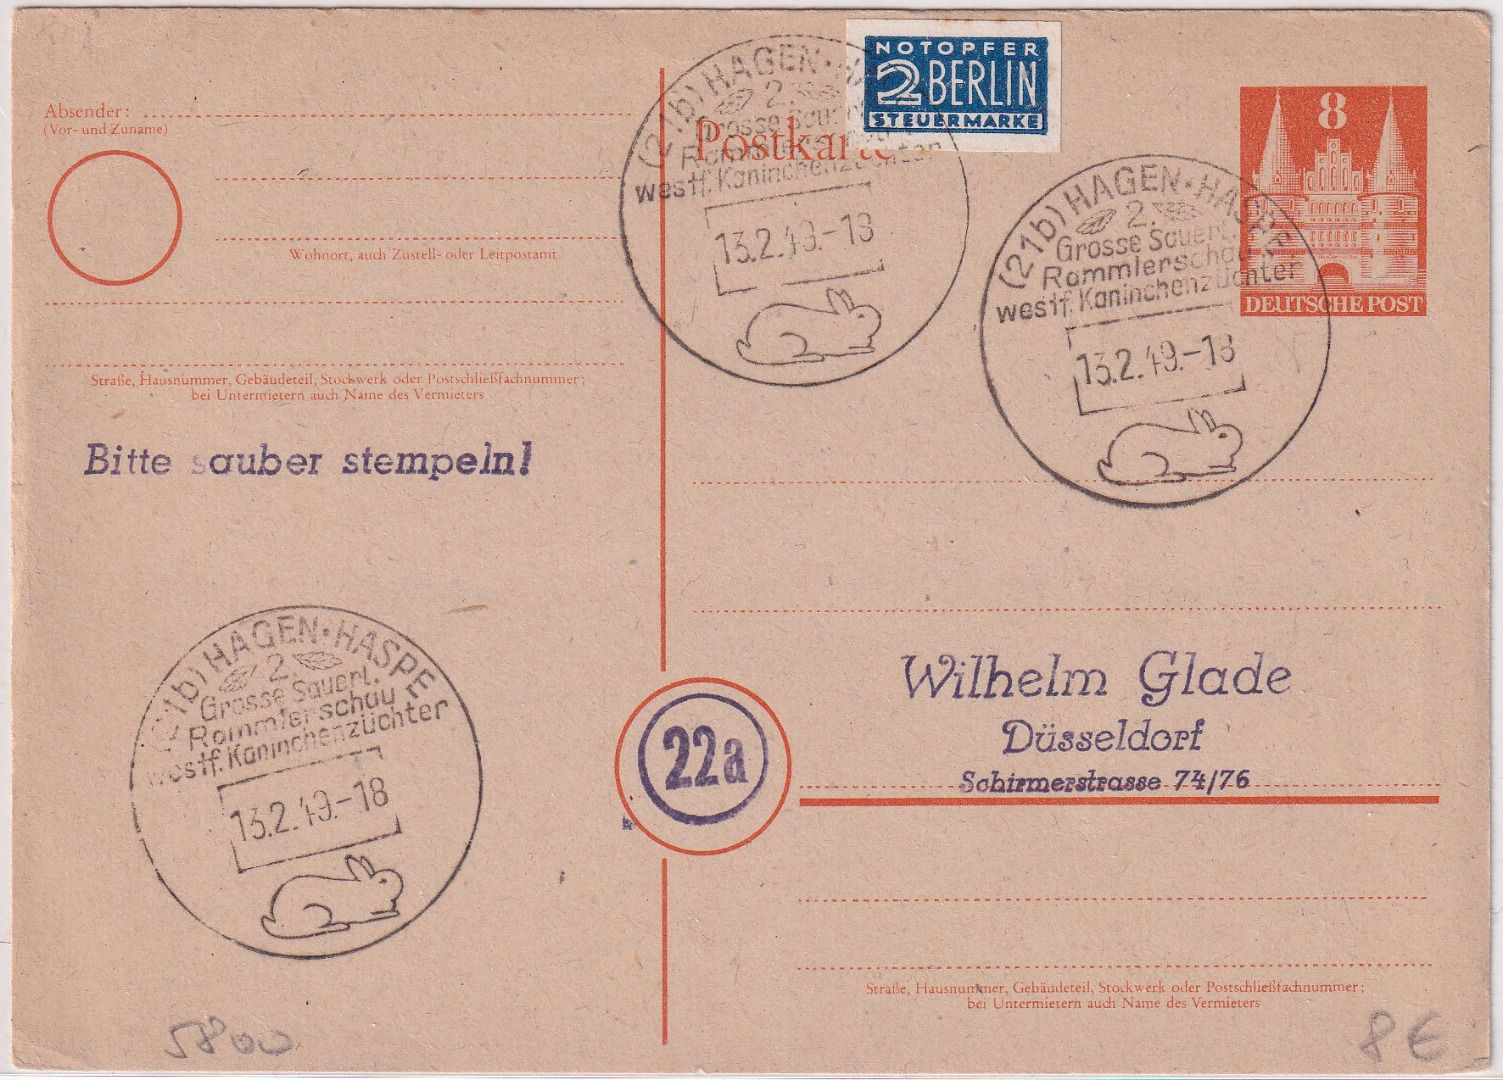 Absender:
(Vor- und Zuname)
Wohnort, auch Zustell- oder Leitpostamt
Straße, Hausnummer, Gebäudeteil, Stockwerk oder Postschließfachnummer;
bei Untermietern auch Name des Vermieters
Bitte sauber stempeln!
(21b) HAGEN-HASPE
2.
Grosse Sauerl.
Rammlerschau
westf. Kaninchenzüchter
13.2.49.-18
5800
Postkarte
(21b) HAGEN-
2.
Grosse Sauer
Rammlerschau
westf. Kaninchenzüchter
13.2.49.-18
NOTOPFER
2 BERLIN
STEUERMARKE
8
DEUTSCHE POST
(21b) HAGEN-HASPE
2.
Grosse Sauerl.
Rammlerschau
westf. Kaninchenzüchter
13.2.49.-18
22a
Wilhelm Glade
Düsseldorf
Schirmerstrasse 74/76
Straße, Hausnummer, Gebäudeteil, Stockwerk oder Postschließfachnummer;
bei Untermietern auch Name des Vermieters
8 €